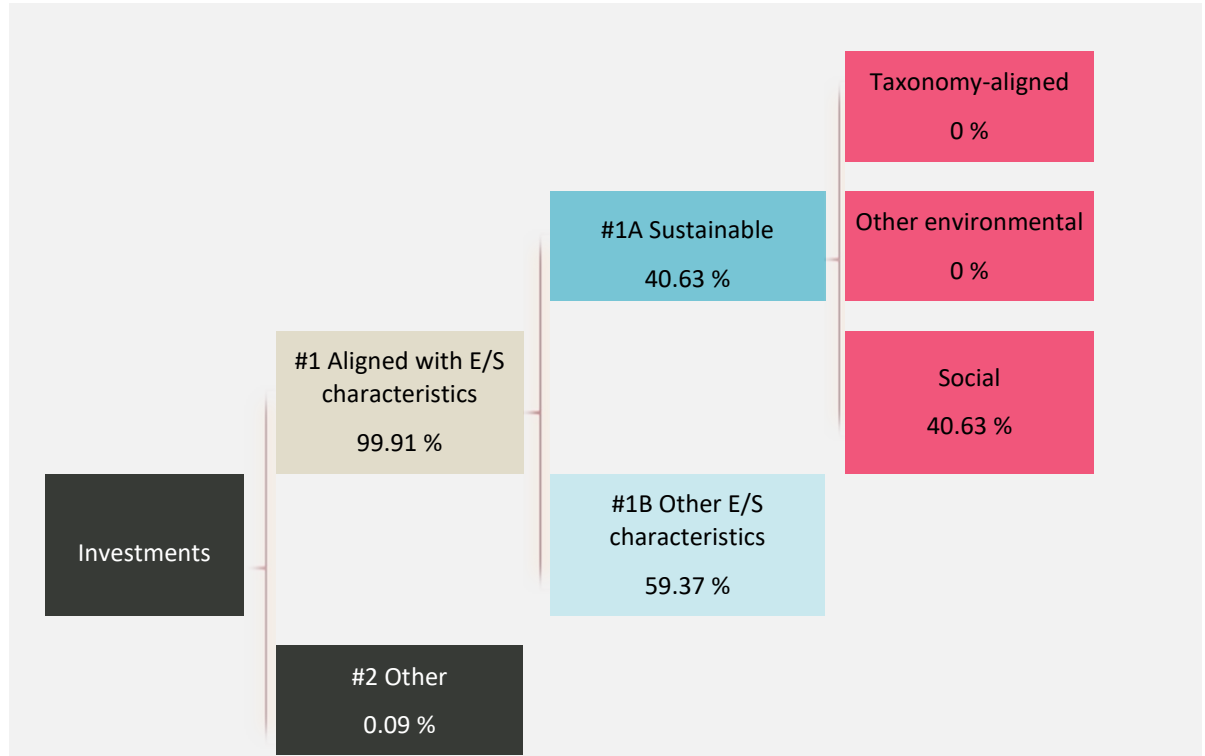 Taxonomy-aligned
0 %
#1A Sustainable
40.63 %
Other environmental
0 %
#1 Aligned with E/S
characteristics
99.91 %
Social
40.63 %
Investments
#1B Other E/S
characteristics
59.37 %
#2 Other
0.09 %